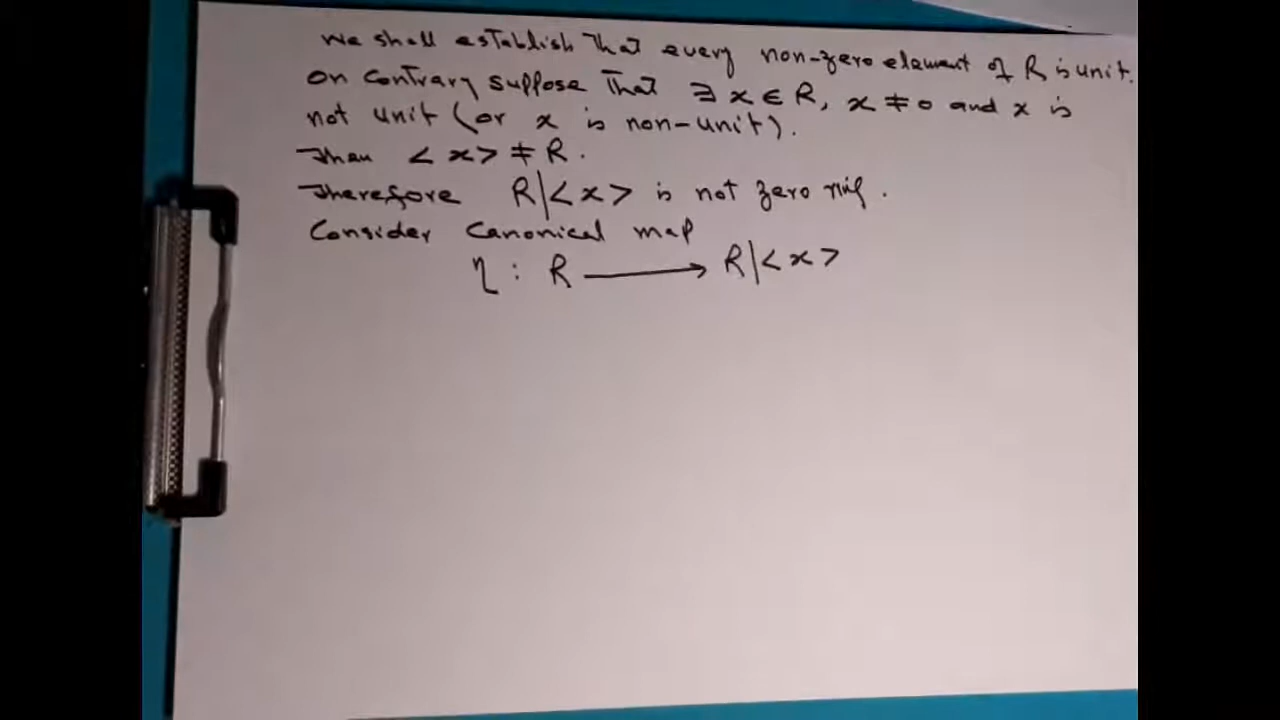 We shall establish that every non-zero element of R is unit.
On contrary suppose that ∃ x ∈ R, x ≠ 0 and x is
not unit (or x is non-unit).
Then <x> ≠ R.
Therefore R|<x> is not zero ring.
Consider Canonical map
η : R ⟶ R|<x>